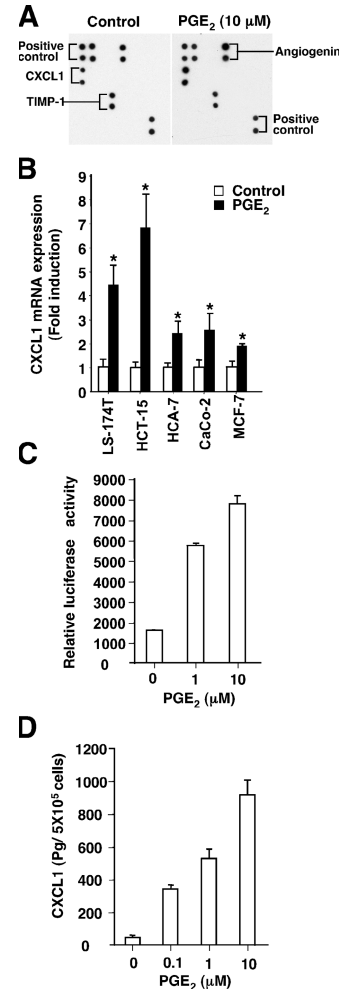 A
Control PGE2 (10 μM)
Positive
control
CXCL1
TIMP-1
Angiogenin
Positive
control
B
CXCL1 mRNA expression
(Fold induction)
9
8
7
6
5
4
3
2
1
0
Control
PGE2
* * * * *
LS-174T HCT-15 HCA-7 CaCo-2 MCF-7
C
Relative luciferase activity
9000
8000
7000
6000
5000
4000
3000
2000
1000
0
0 1 10
PGE2 (μM)
D
CXCL1 (Pg/ 5X10⁵ cells)
1200
1000
800
600
400
200
0
0 0.1 1 10
PGE2 (μM)